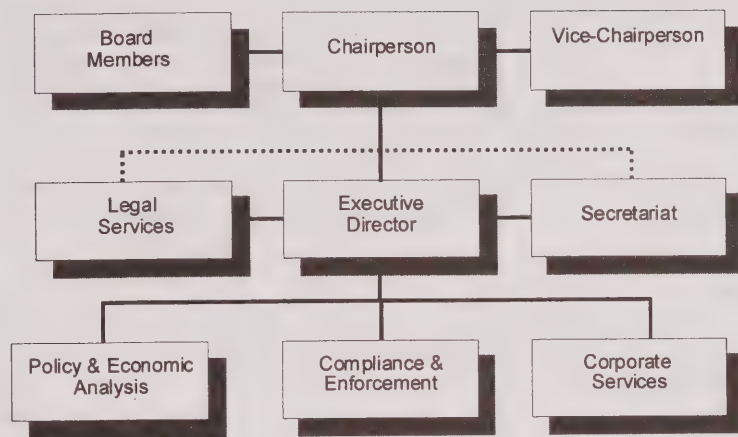 Board
Members
Chairperson
Vice-Chairperson
Legal
Services
Executive
Director
Secretariat
Policy & Economic
Analysis
Compliance &
Enforcement
Corporate
Services